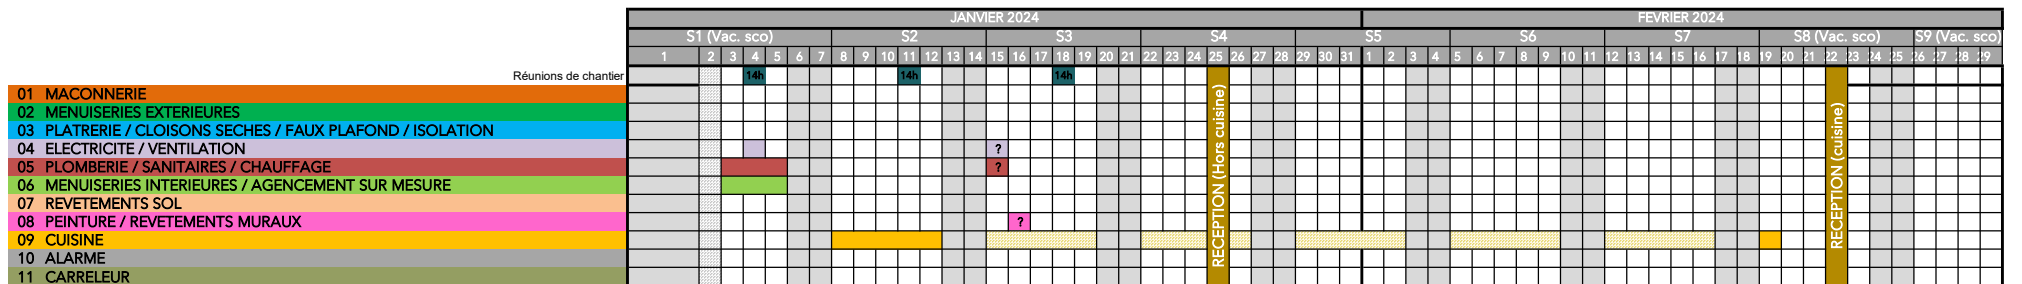 JANVIER 2024 FEVRIER 2024
S1 (Vac. sco) S2 S3 S4 S5 S6 S7 S8 (Vac. sco) S9 (Vac. sco)
1 2 3 4 5 6 7 8 9 10 11 12 13 14 15 16 17 18 19 20 21 22 23 24 25 26 27 28 29 30 31 1 2 3 4 5 6 7 8 9 10 11 12 13 14 15 16 17 18 19 20 21 22 23 24 25 26 27 28 29
Réunions de chantier 14h 14h 14h
01 MACONNERIE
02 MENUISERIES EXTERIEURES
03 PLATRERIE / CLOISONS SECHES / FAUX PLAFOND / ISOLATION
04 ELECTRICITE / VENTILATION ?
05 PLOMBERIE / SANITAIRES / CHAUFFAGE ?
06 MENUISERIES INTERIEURES / AGENCEMENT SUR MESURE
07 REVETEMENTS SOL
08 PEINTURE / REVETEMENTS MURAUX ?
09 CUISINE
10 ALARME
11 CARRELEUR
RECEPTION (Hors cuisine)
RECEPTION (cuisine)